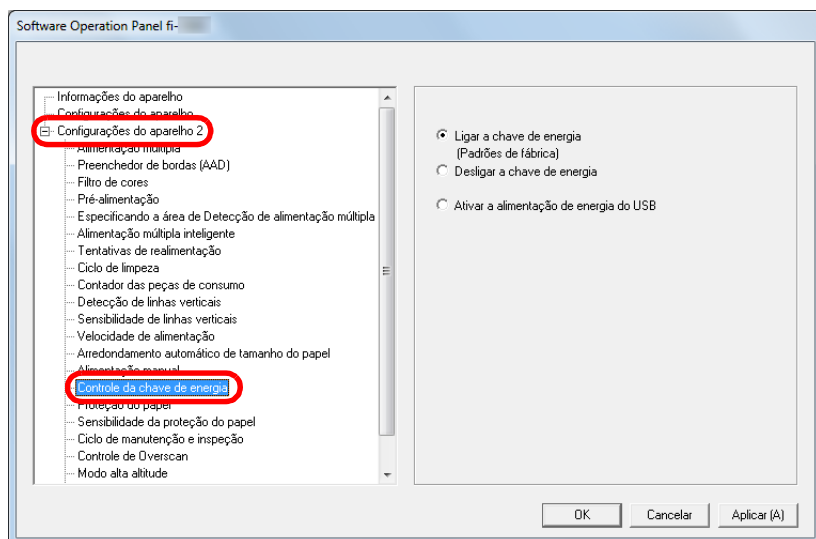 Software Operation Panel fi-
Informações do aparelho
Configurações do aparelho
Configurações do aparelho 2
Alimentação múltipla
Preenchedor de bordas (AAD)
Filtro de cores
Pré-alimentação
Especificando a área de Detecção de alimentação múltipla
Alimentação múltipla inteligente
Tentativas de realimentação
Ciclo de limpeza
Contador das peças de consumo
Detecção de linhas verticais
Sensibilidade de linhas verticais
Velocidade de alimentação
Arredondamento automático de tamanho do papel
Alimentação manual
Controle da chave de energia
Proteção do papel
Sensibilidade da proteção do papel
Ciclo de manutenção e inspeção
Controle de Overscan
Modo alta altitude
Ligar a chave de energia
(Padrões de fábrica)
Desligar a chave de energia
Ativar a alimentação de energia do USB
OK Cancelar Aplicar (A)